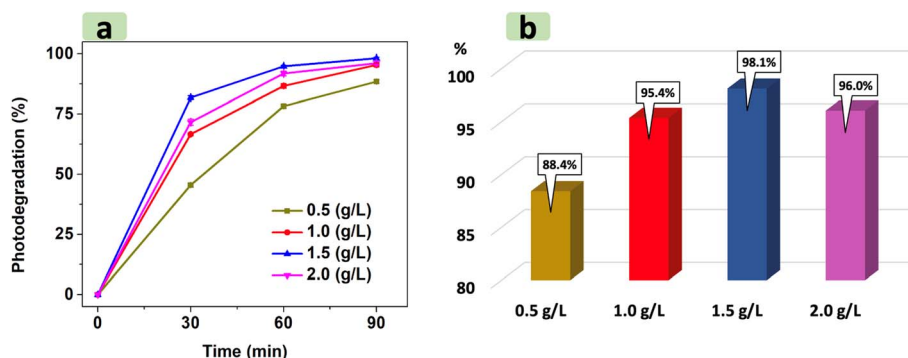 a
Photodegradation (%)
100
75
50
25
0
0.5 (g/L)
1.0 (g/L)
1.5 (g/L)
2.0 (g/L)
0 30 60 90
Time (min)
b
%
100
95
90
85
80
88.4%
95.4%
98.1%
96.0%
0.5 g/L 1.0 g/L 1.5 g/L 2.0 g/L